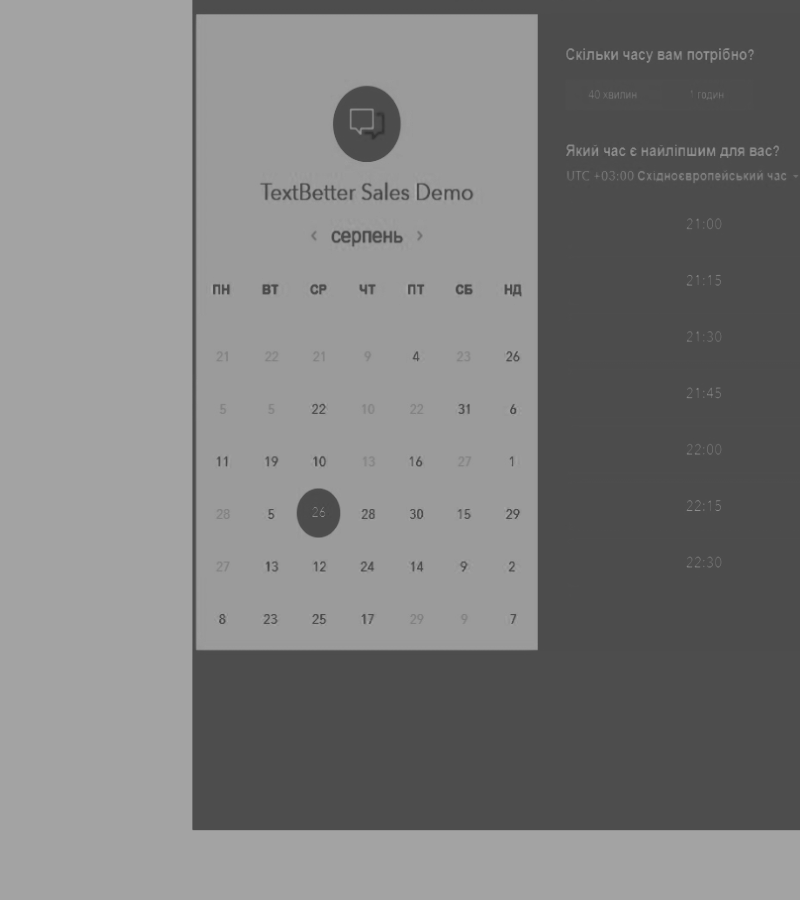 TextBetter Sales Demo
‹ серпень ›
ПН ВТ СР ЧТ ПТ СБ НД
21 22 21 9 4 23 26
5 5 22 10 22 31 6
11 19 10 13 16 27 1
28 5 26 28 30 15 29
27 13 12 24 14 9 2
8 23 25 17 29 9 7
Скільки часу вам потрібно?
40 хвилин 1 годин
Який час є найліпшим для вас?
UTC +03:00 Східноєвропейський час
21:00
21:15
21:30
21:45
22:00
22:15
22:30